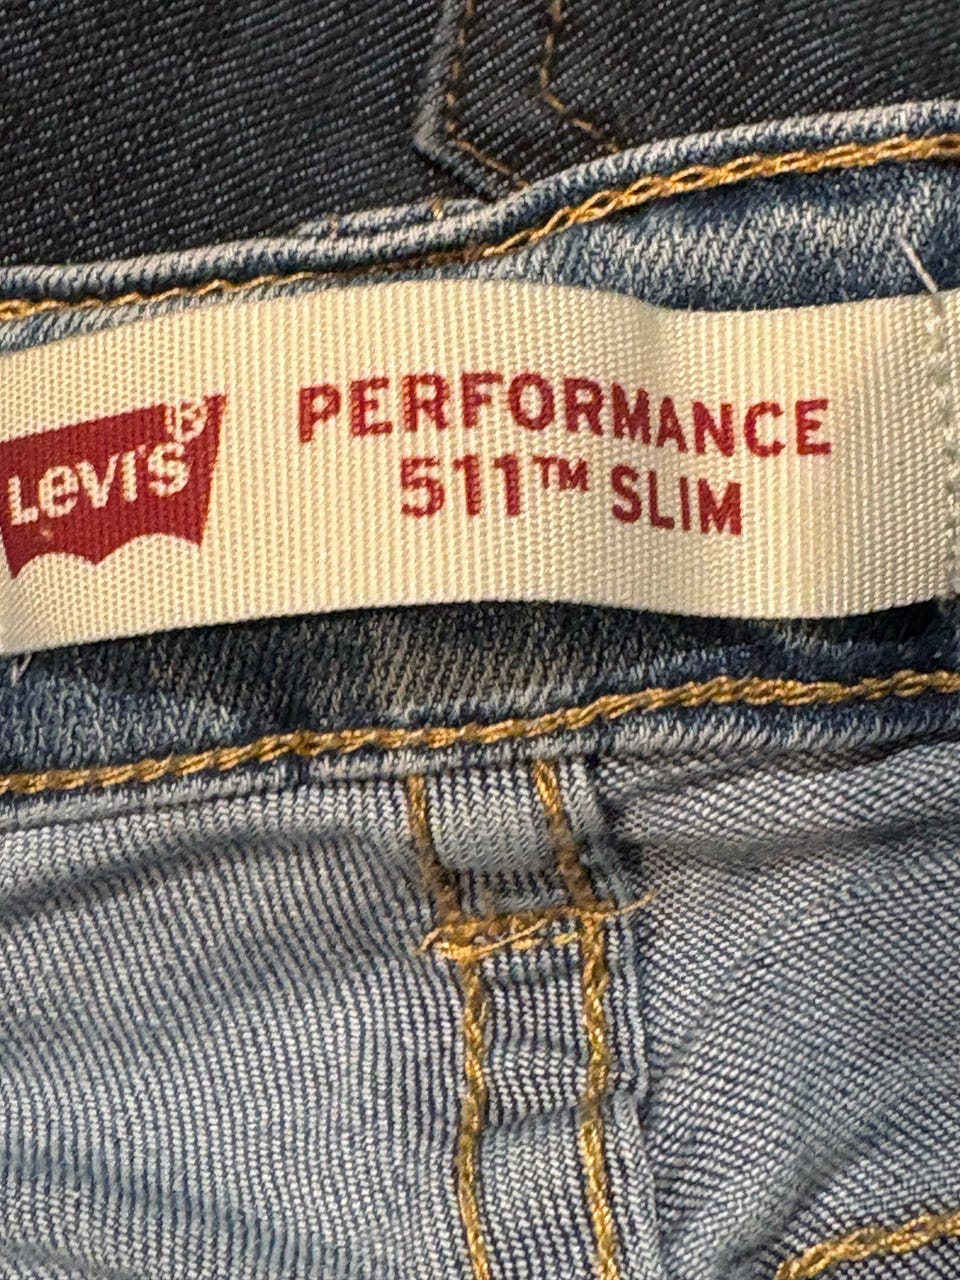 LEVI'S®
PERFORMANCE
511™ SLIM